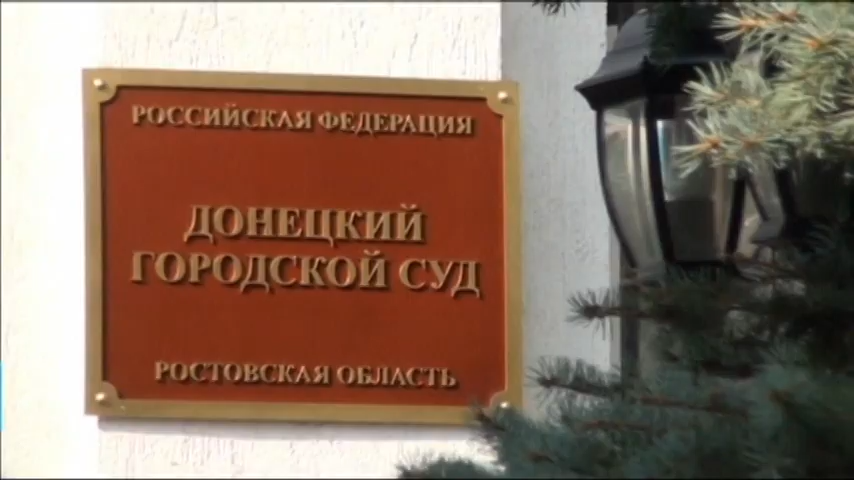 РОССИЙСКАЯ ФЕДЕРАЦИЯ
ДОНЕЦКИЙ
ГОРОДСКОЙ СУД
РОСТОВСКАЯ ОБЛАСТЬ